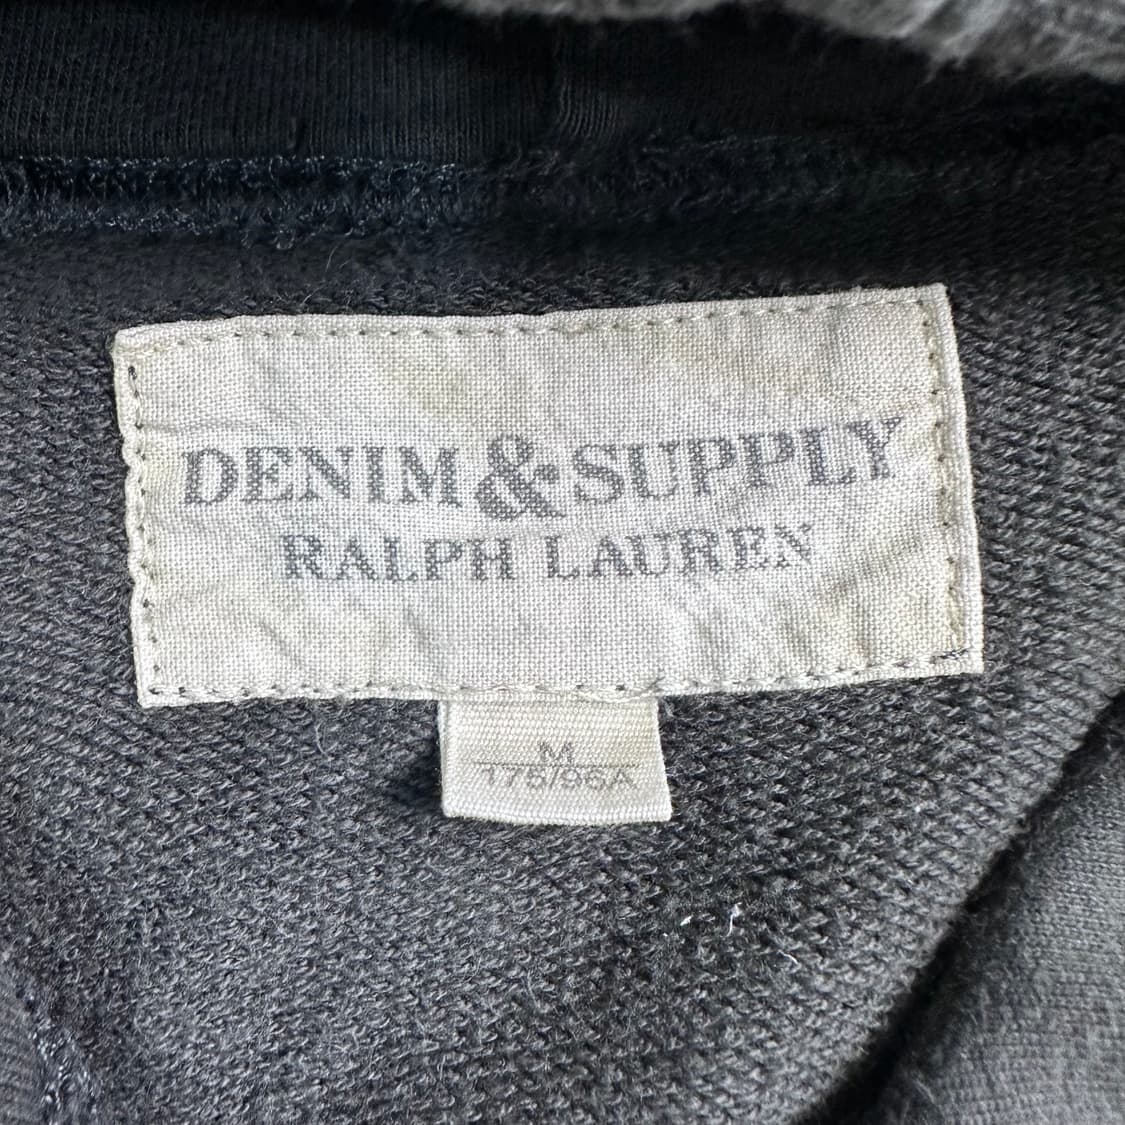 DENIM & SUPPLY
RALPH LAUREN
M
175/96A